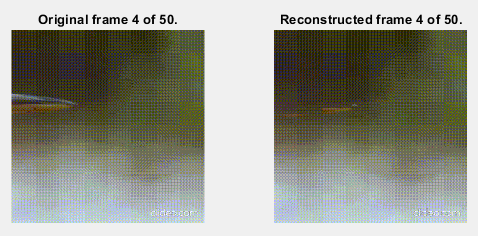 Original frame 4 of 50.
Reconstructed frame 4 of 50.